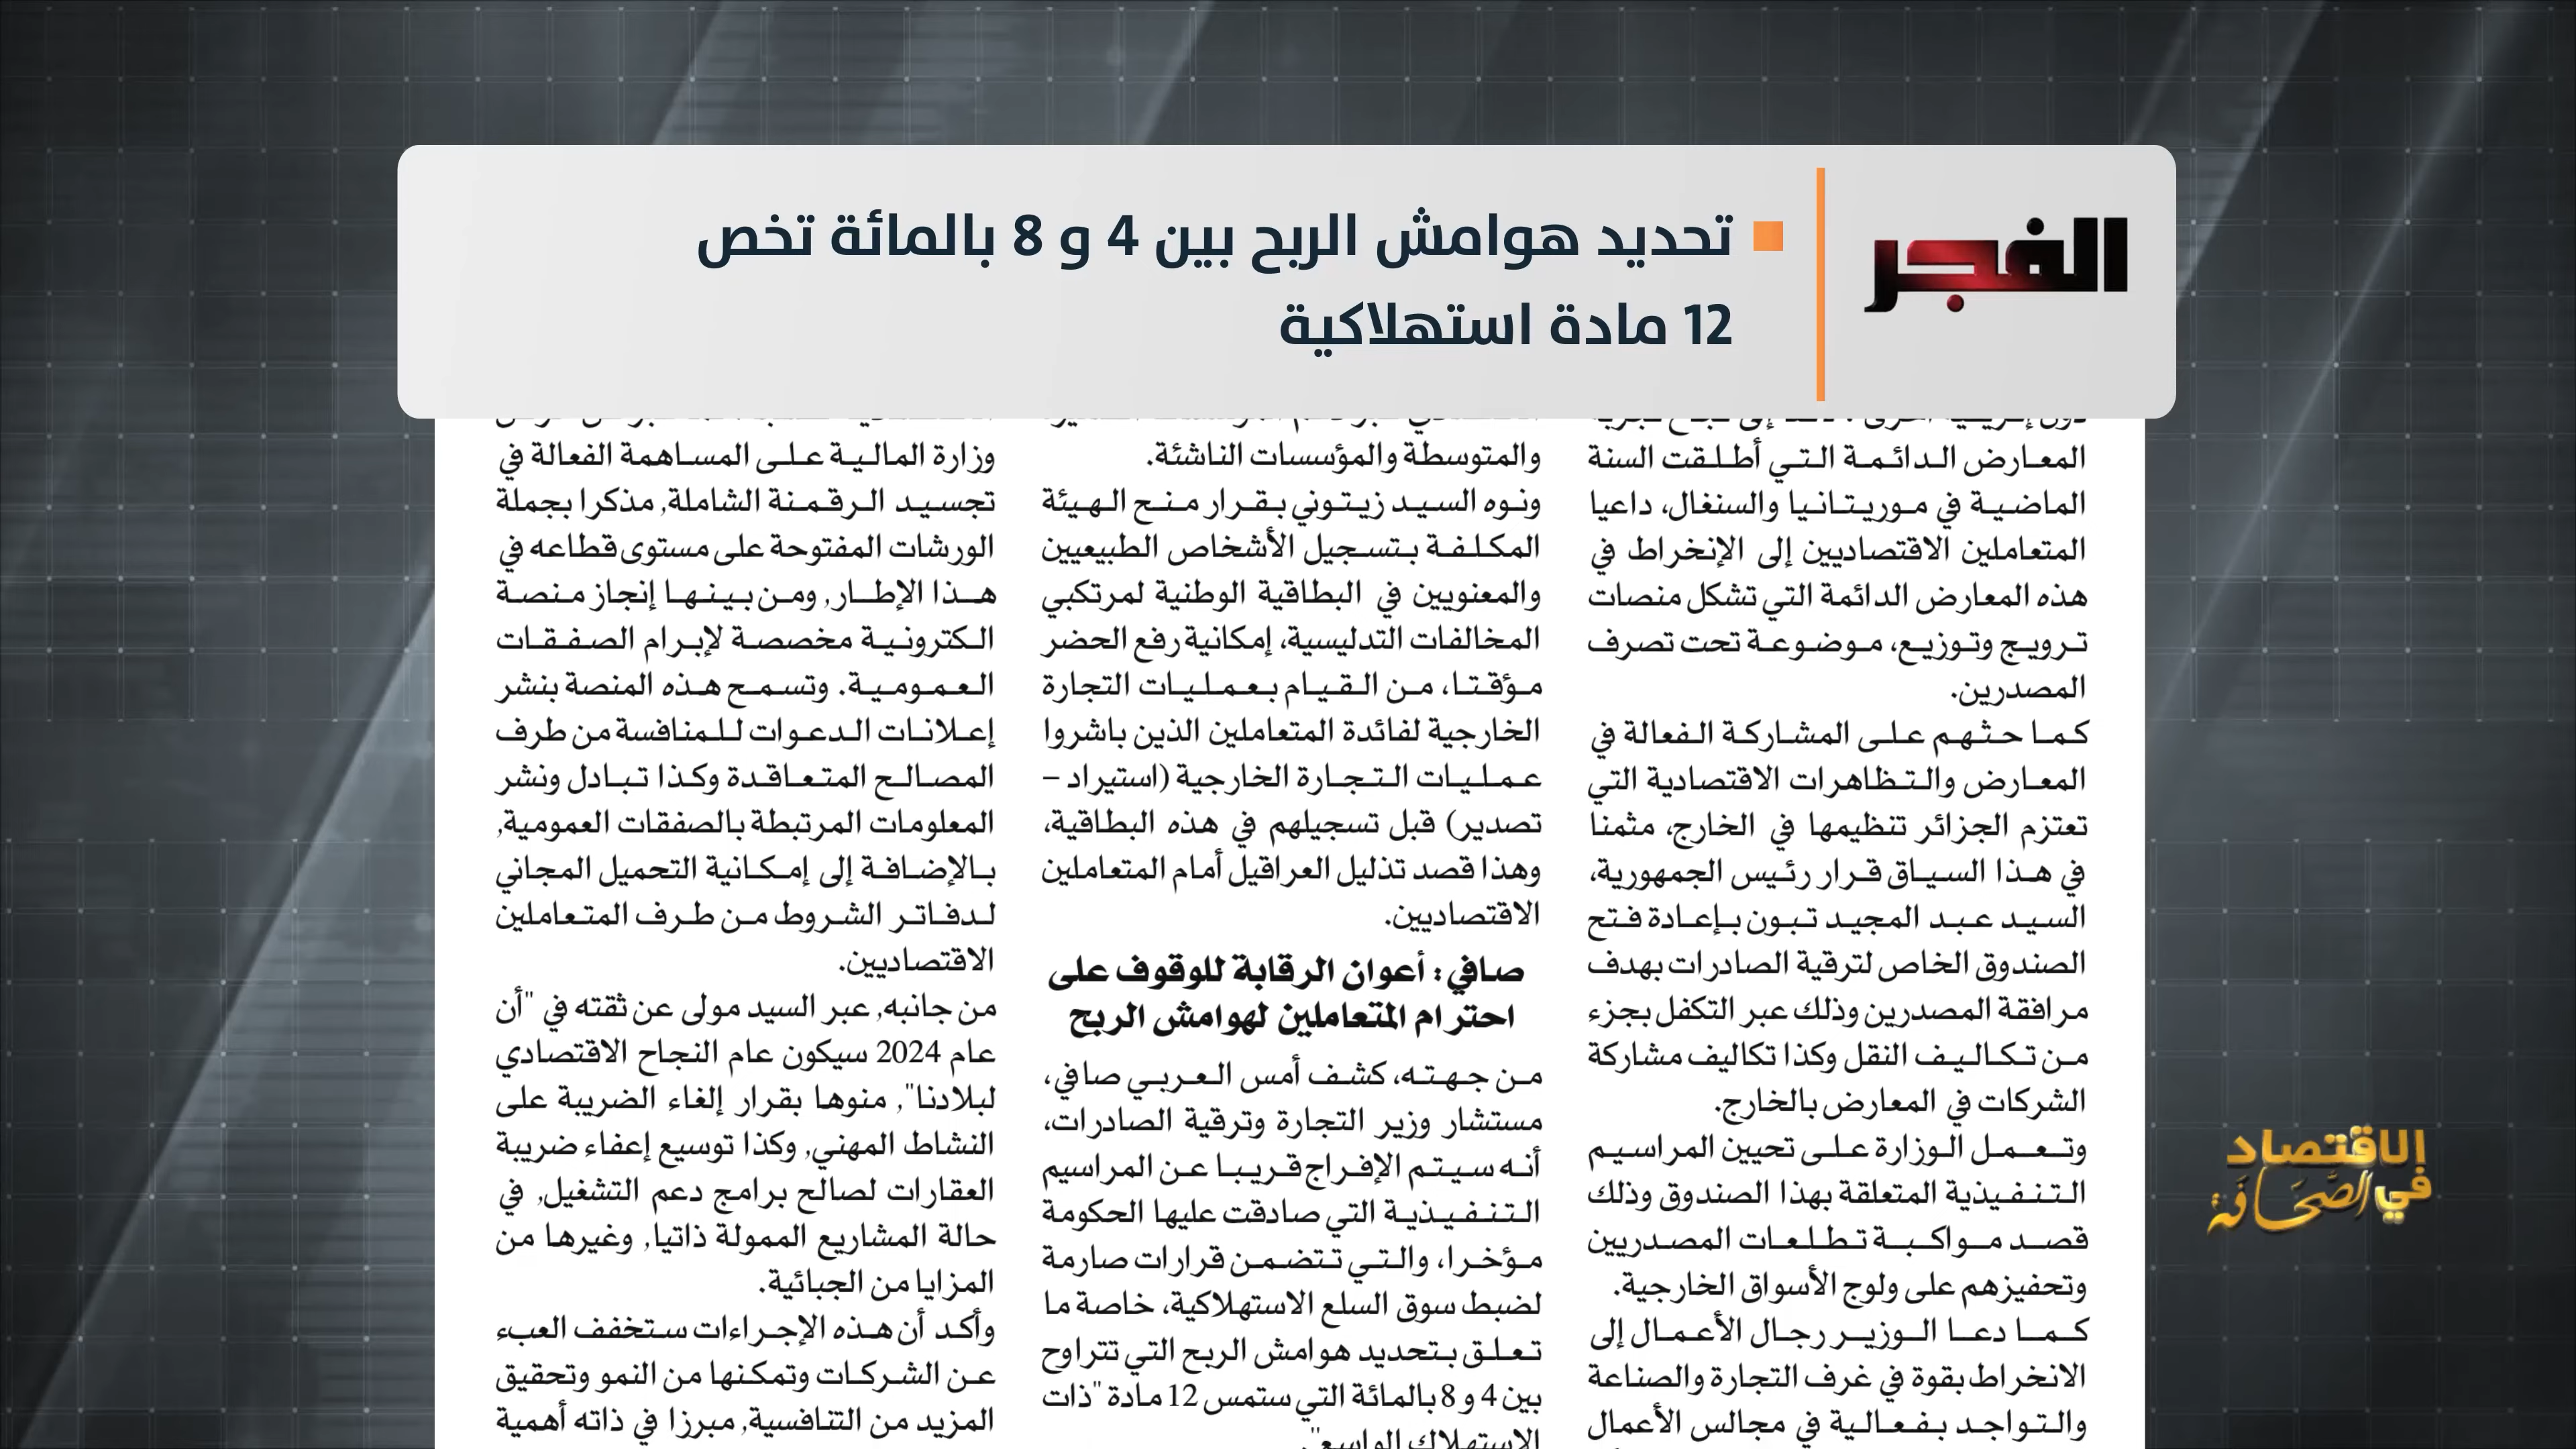 الفجر
تحديد هوامش الربح بين 4 و 8 بالمائة تخص
12 مادة استهلاكية
المعارض الدائمة التي أطلقت السنة
الماضية في موريتانيا والسنغال، داعيا
المتعاملين الاقتصاديين إلى الإنخراط في
هذه المعارض الدائمة التي تشكل منصات
ترويج وتوزيع، موضوعة تحت تصرف
المصدرين.
كما حثهم على المشاركة الفعالة في
المعارض والتظاهرات الاقتصادية التي
تعتزم الجزائر تنظيمها في الخارج، مثمنا
في هذا السياق قرار رئيس الجمهورية،
السيد عبد المجيد تبون بإعادة فتح
الصندوق الخاص لترقية الصادرات بهدف
مرافقة المصدرين وذلك عبر التكفل بجزء
من تكاليف النقل وكذا تكاليف مشاركة
الشركات في المعارض بالخارج.
وتعمل الوزارة على تحيين المراسيم
التنفيذية المتعلقة بهذا الصندوق وذلك
قصد مواكبة تطلعات المصدريين
وتحفيزهم على ولوج الأسواق الخارجية.
كما دعا الوزير رجال الأعمال إلى
الانخراط بقوة في غرف التجارة والصناعة
والتواجد بفعالية في مجالس الأعمال
والمتوسطة والمؤسسات الناشئة.
ونوه السيد زيتوني بقرار منح الهيئة
المكلفة بتسجيل الأشخاص الطبيعيين
والمعنويين في البطاقية الوطنية لمرتكبي
المخالفات التدليسية، إمكانية رفع الحضر
مؤقتا، من القيام بعمليات التجارة
الخارجية لفائدة المتعاملين الذين باشروا
عمليات التجارة الخارجية (استيراد –
تصدير) قبل تسجيلهم في هذه البطاقية،
وهذا قصد تذليل العراقيل أمام المتعاملين
الاقتصاديين.
صافي: أعوان الرقابة للوقوف على
احترام المتعاملين لهوامش الربح
من جهته، كشف أمس العربي صافي،
مستشار وزير التجارة وترقية الصادرات،
أنه سيتم الإفراج قريبا عن المراسيم
التنفيذية التي صادقت عليها الحكومة
مؤخرا، والتي تتضمن قرارات صارمة
لضبط سوق السلع الاستهلاكية، خاصة ما
تعلق بتحديد هوامش الربح التي تتراوح
بين 4 و 8 بالمائة التي ستمس 12 مادة "ذات
الاستهلاك الواسع".
وزارة المالية على المساهمة الفعالة في
تجسيد الرقمنة الشاملة, مذكرا بجملة
الورشات المفتوحة على مستوى قطاعه في
هذا الإطار, ومن بينها إنجاز منصة
الكترونية مخصصة لإبرام الصفقات
العمومية. وتسمح هذه المنصة بنشر
إعلانات الدعوات للمنافسة من طرف
المصالح المتعاقدة وكذا تبادل ونشر
المعلومات المرتبطة بالصفقات العمومية,
بالإضافة إلى إمكانية التحميل المجاني
لدفاتر الشروط من طرف المتعاملين
الاقتصاديين.
من جانبه, عبر السيد مولى عن ثقته في "أن
عام 2024 سيكون عام النجاح الاقتصادي
لبلادنا", منوها بقرار إلغاء الضريبة على
النشاط المهني, وكذا توسيع إعفاء ضريبة
العقارات لصالح برامج دعم التشغيل, في
حالة المشاريع الممولة ذاتيا, وغيرها من
المزايا من الجبائية.
وأكد أن هذه الإجراءات ستخفف العبء
عن الشركات وتمكنها من النمو وتحقيق
المزيد من التنافسية, مبرزا في ذاته أهمية
الاقتصاد
في الصَّحَافَة